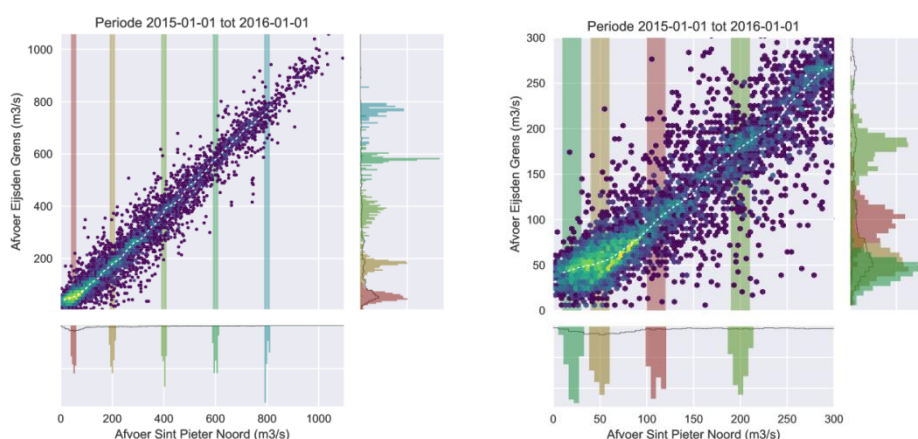 Periode 2015-01-01 tot 2016-01-01
Afvoer Eijsden Grens (m3/s)
1000
800
600
400
200
0 200 400 600 800 1000
Afvoer Sint Pieter Noord (m3/s)
Periode 2015-01-01 tot 2016-01-01
Afvoer Eijsden Grens (m3/s)
300
250
200
150
100
50
0
0 50 100 150 200 250 300
Afvoer Sint Pieter Noord (m3/s)